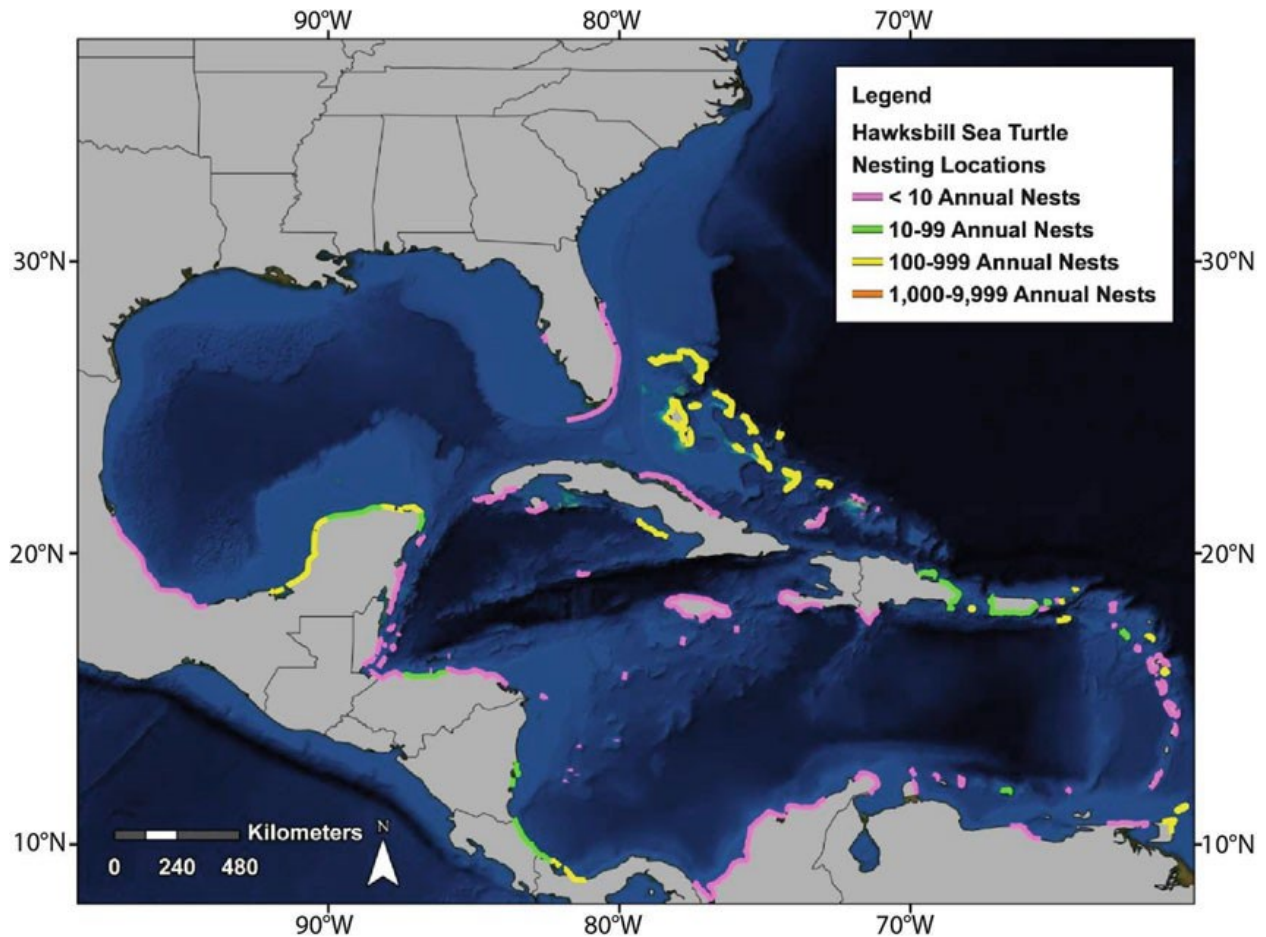 90°W 80°W 70°W
Legend
Hawksbill Sea Turtle
Nesting Locations
< 10 Annual Nests
10-99 Annual Nests
100-999 Annual Nests
1,000-9,999 Annual Nests
30°N 30°N
20°N 20°N
Kilometers N
0 240 480
10°N 10°N
90°W 80°W 70°W